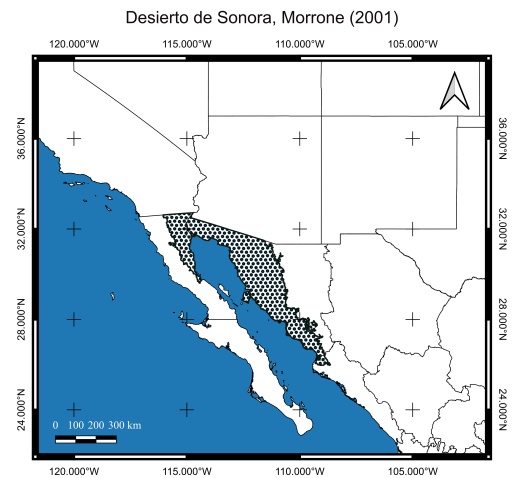 Desierto de Sonora, Morrone (2001)
120.000°W 115.000°W 110.000°W 105.000°W
36.000°N 36.000°N
32.000°N 32.000°N
28.000°N 28.000°N
24.000°N 24.000°N
0 100 200 300 km
120.000°W 115.000°W 110.000°W 105.000°W